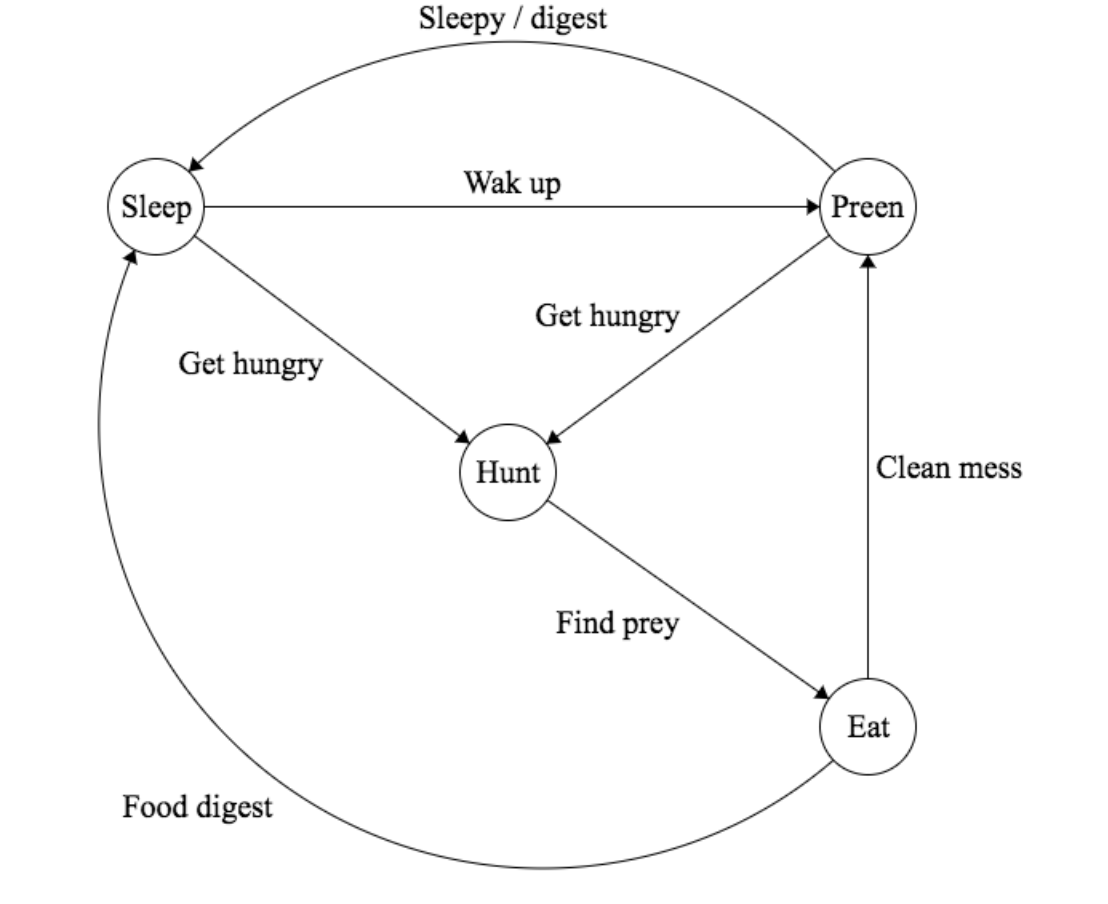 Sleepy / digest
Wak up
Sleep
Preen
Get hungry
Get hungry
Hunt
Clean mess
Find prey
Eat
Food digest